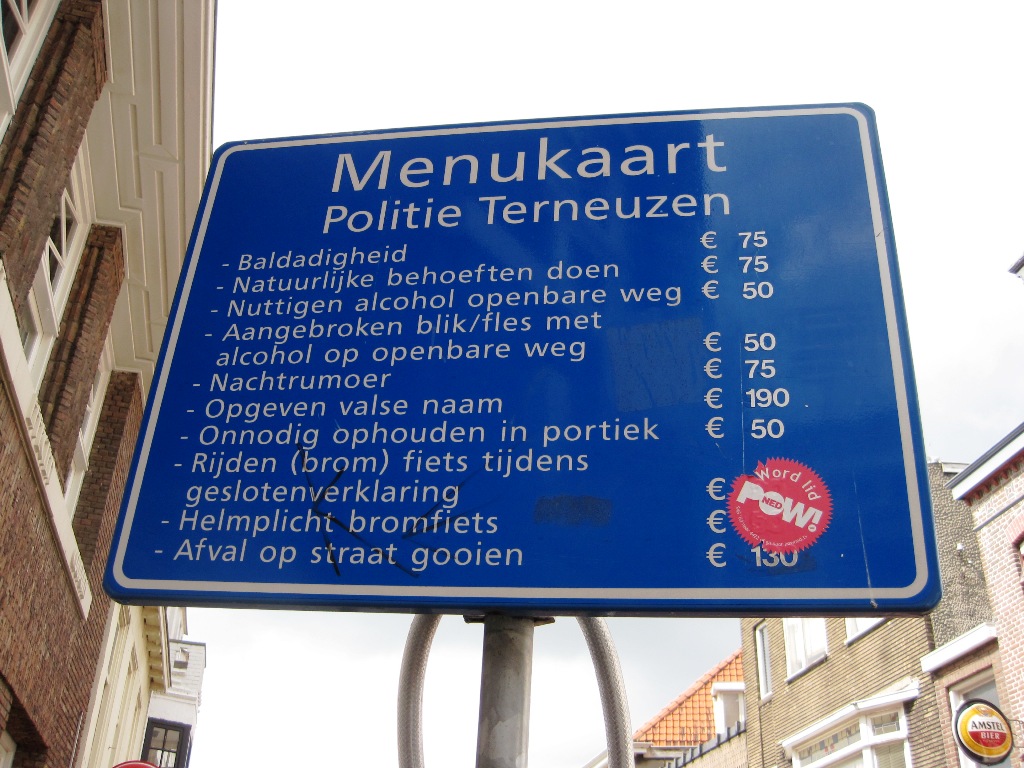 Menukaart
Politie Terneuzen
- Baldadigheid € 75
- Natuurlijke behoeften doen € 75
- Nuttigen alcohol openbare weg € 50
- Aangebroken blik/fles met
alcohol op openbare weg € 50
- Nachtrumoer € 75
- Opgeven valse naam € 190
- Onnodig ophouden in portiek € 50
- Rijden (brom) fiets tijdens
geslotenverklaring €
- Helmplicht bromfiets €
- Afval op straat gooien € 130
Word lid
POWNED!
AMSTEL
BIER